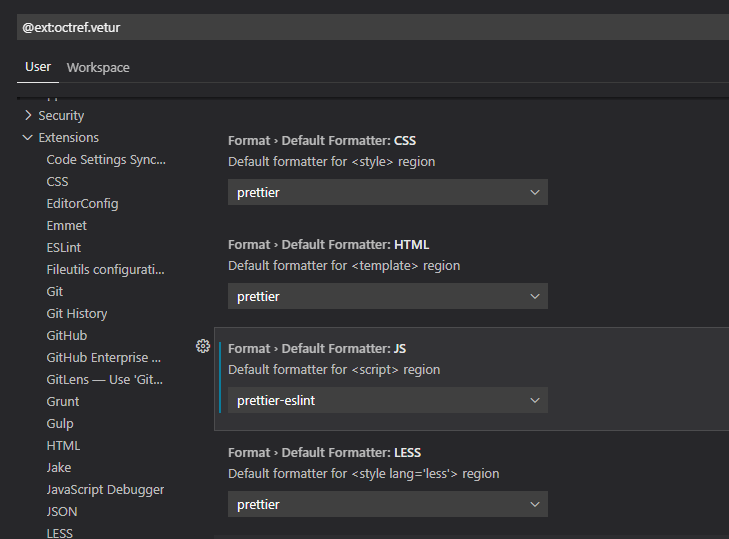 @ext:octref.vetur
User Workspace
Security
Extensions
Code Settings Sync...
CSS
EditorConfig
Emmet
ESLint
Fileutils configurati...
Git
Git History
GitHub
GitHub Enterprise ...
GitLens — Use 'Git...
Grunt
Gulp
HTML
Jake
JavaScript Debugger
JSON
LESS
Format › Default Formatter: CSS
Default formatter for <style> region
prettier
Format › Default Formatter: HTML
Default formatter for <template> region
prettier
Format › Default Formatter: JS
Default formatter for <script> region
prettier-eslint
Format › Default Formatter: LESS
Default formatter for <style lang='less'> region
prettier